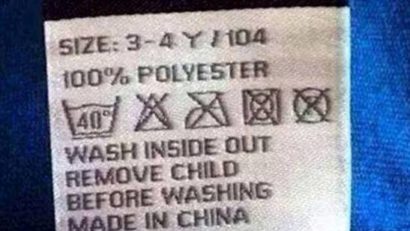 SIZE: 3-4 Y / 104
100% POLYESTER
40°
WASH INSIDE OUT
REMOVE CHILD
BEFORE WASHING
MADE IN CHINA